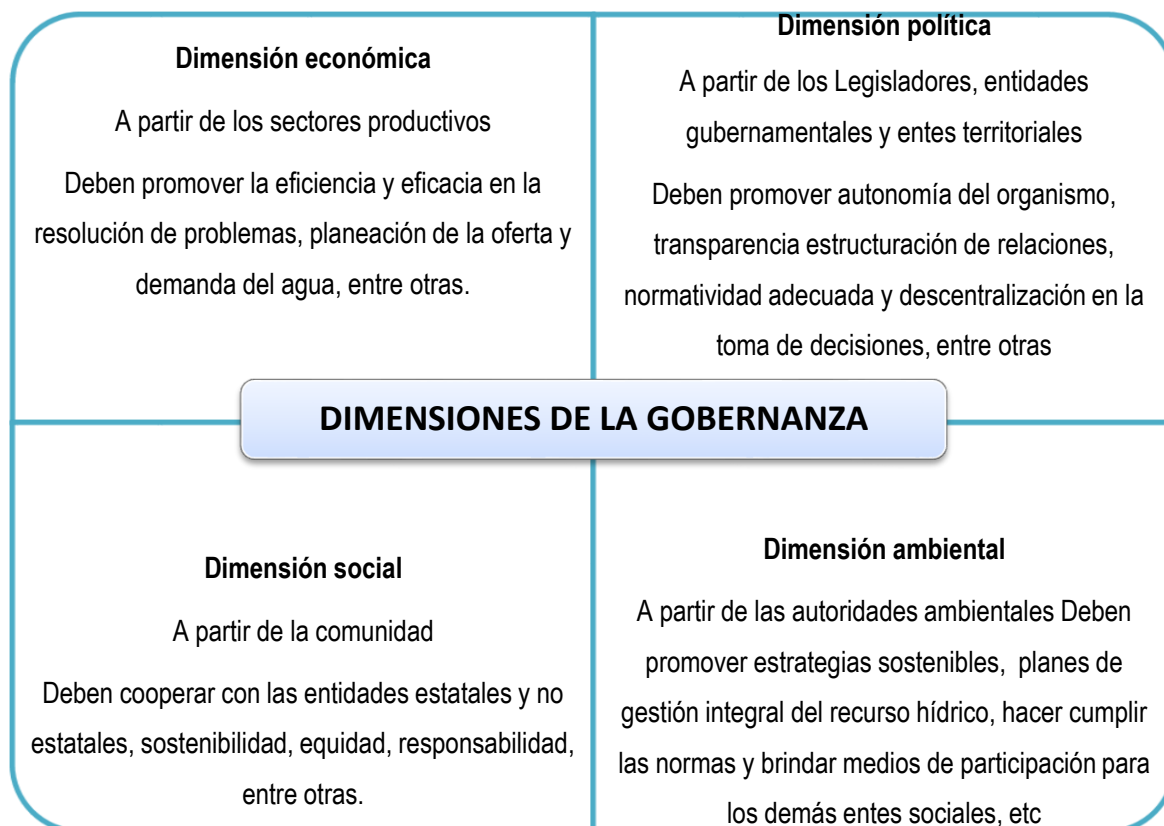 Dimensión económica
A partir de los sectores productivos
Deben promover la eficiencia y eficacia en la
resolución de problemas, planeación de la oferta y
demanda del agua, entre otras.
Dimensión política
A partir de los Legisladores, entidades
gubernamentales y entes territoriales
Deben promover autonomía del organismo,
transparencia estructuración de relaciones,
normatividad adecuada y descentralización en la
toma de decisiones, entre otras
DIMENSIONES DE LA GOBERNANZA
Dimensión social
A partir de la comunidad
Deben cooperar con las entidades estatales y no
estatales, sostenibilidad, equidad, responsabilidad,
entre otras.
Dimensión ambiental
A partir de las autoridades ambientales Deben
promover estrategias sostenibles, planes de
gestión integral del recurso hídrico, hacer cumplir
las normas y brindar medios de participación para
los demás entes sociales, etc